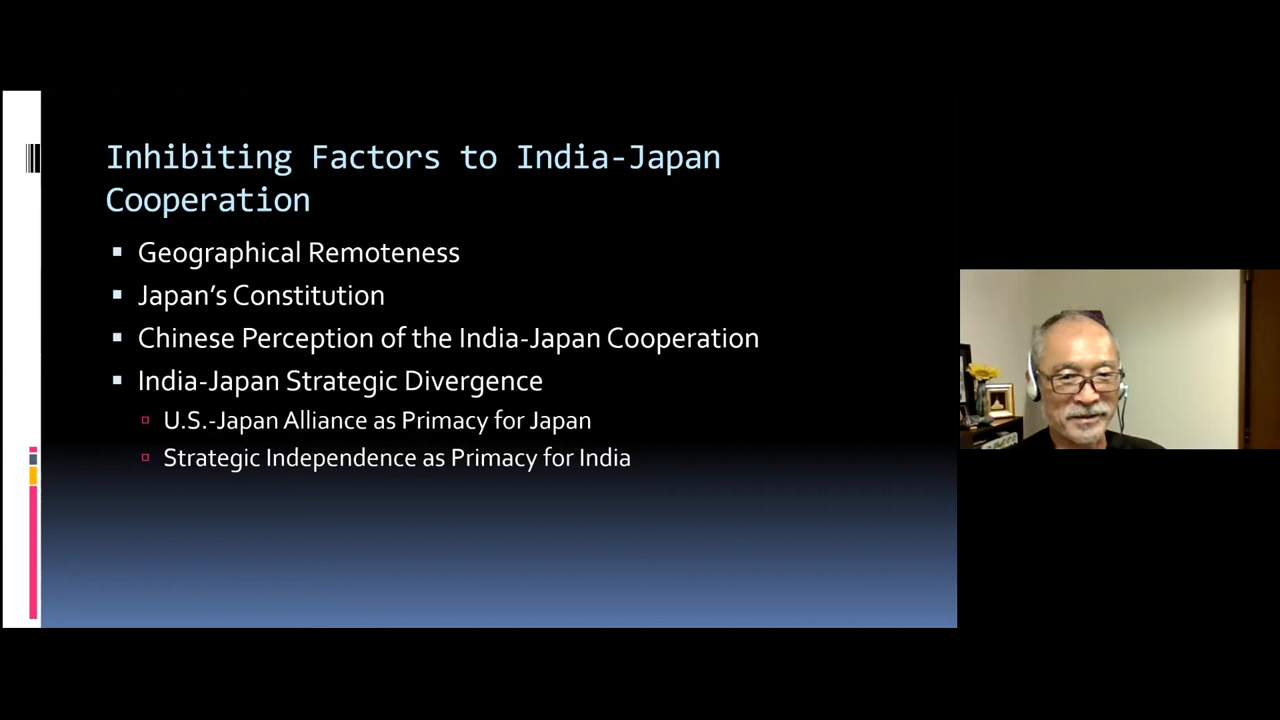 Inhibiting Factors to India-Japan
Cooperation
Geographical Remoteness
Japan’s Constitution
Chinese Perception of the India-Japan Cooperation
India-Japan Strategic Divergence
U.S.-Japan Alliance as Primacy for Japan
Strategic Independence as Primacy for India